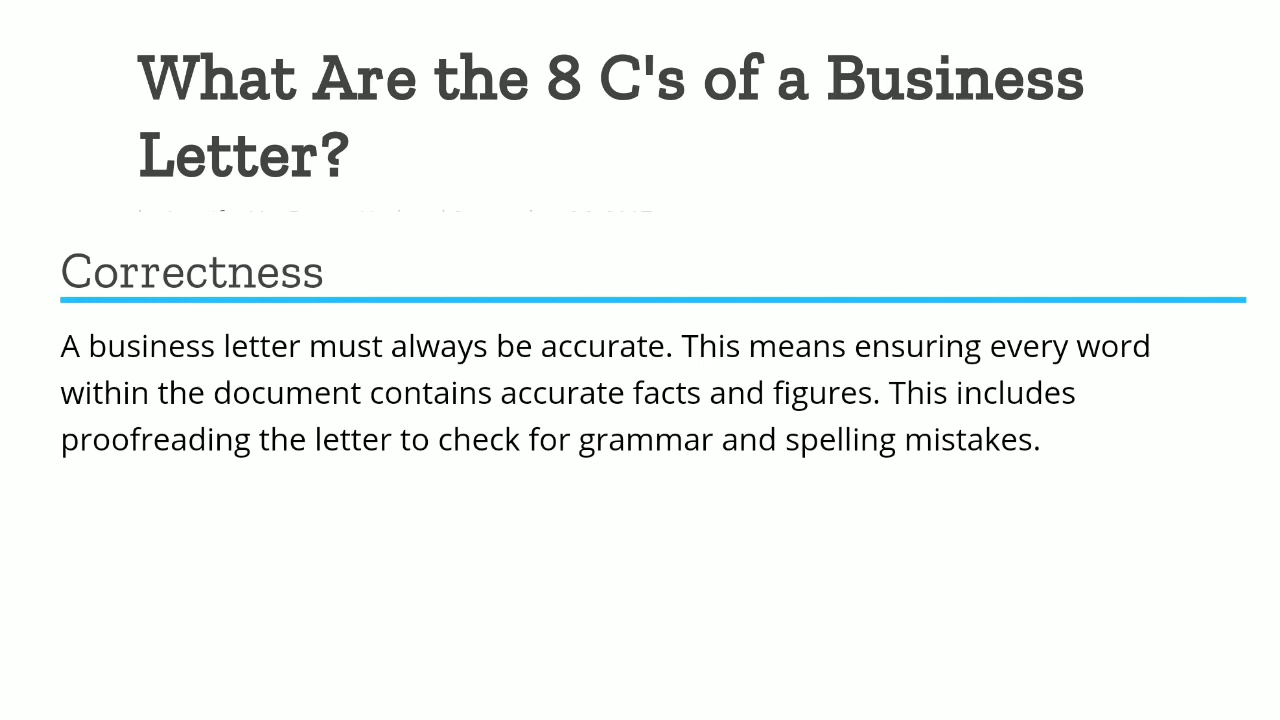 What Are the 8 C's of a Business
Letter?
Correctness
A business letter must always be accurate. This means ensuring every word
within the document contains accurate facts and figures. This includes
proofreading the letter to check for grammar and spelling mistakes.